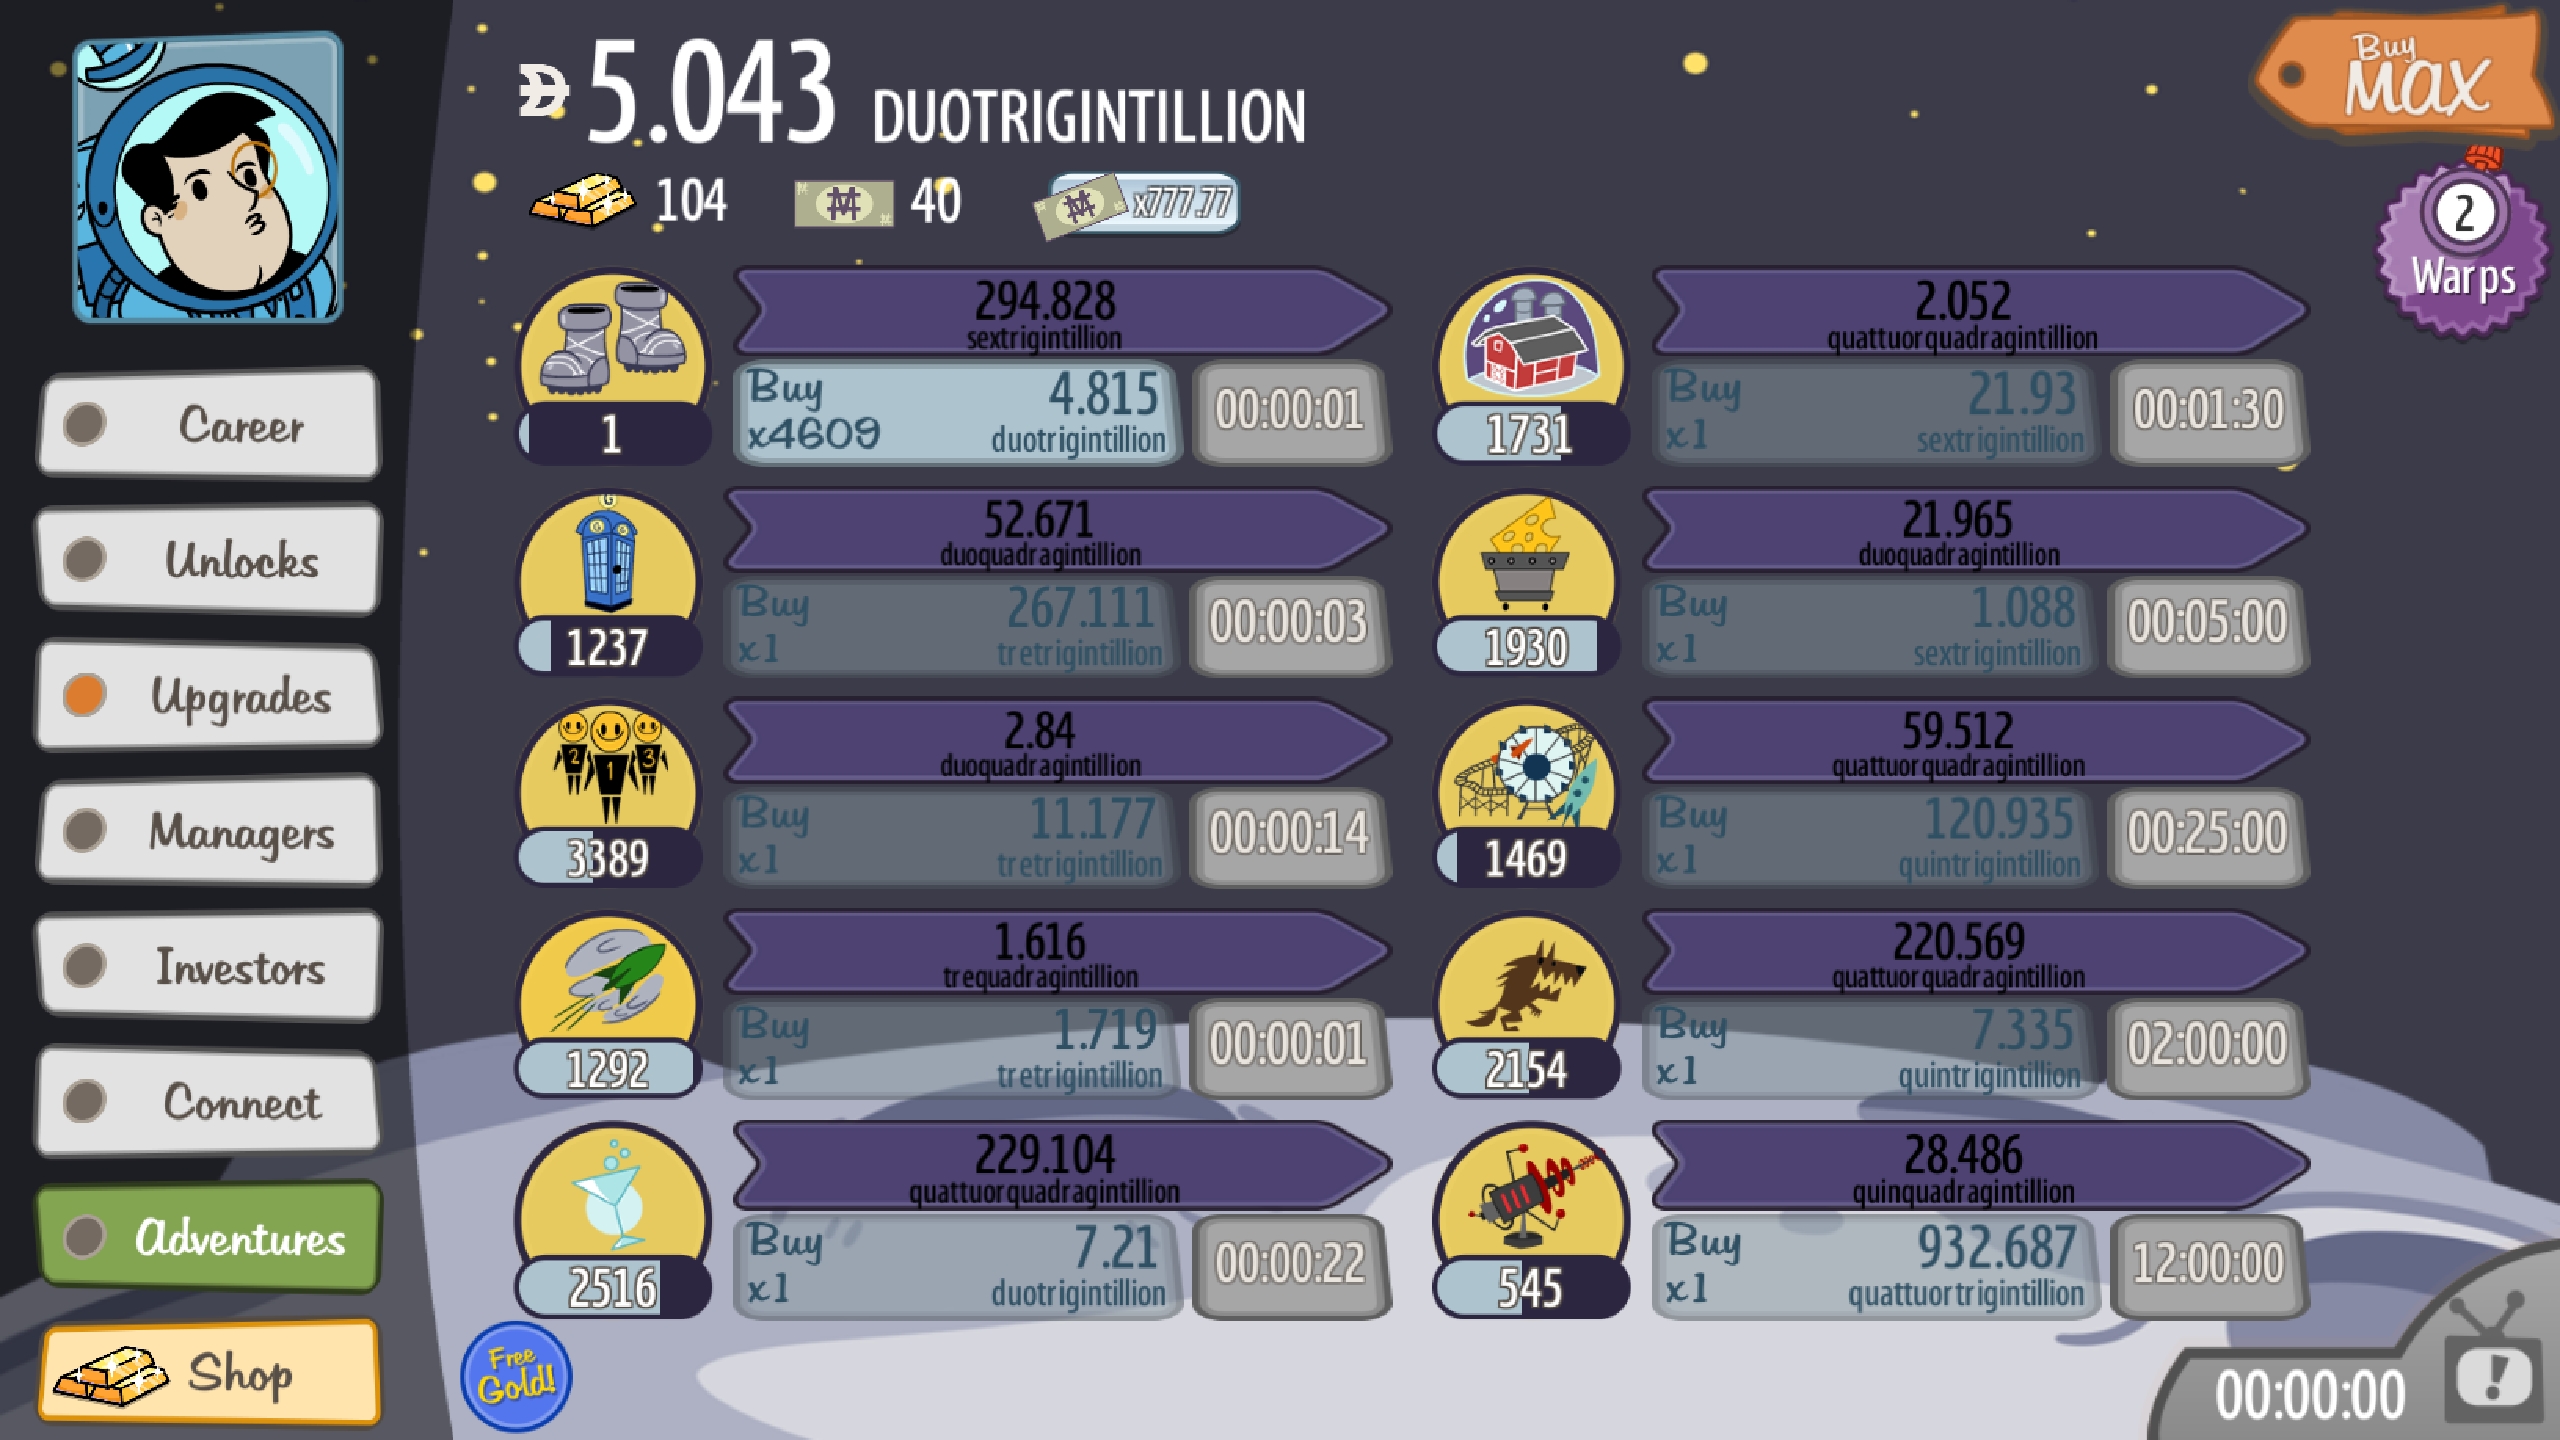 5.043 DUOTRIGINTILLION
Buy
MAX
104
40
x777.77
2
Warps
Career
Unlocks
Upgrades
Managers
Investors
Connect
Adventures
Shop
294.828
sextrigintillion
1
Buy 4.815
x4609 duotrigintillion
00:00:01
G
52.671
duoquadragintillion
1237
Buy 267.111
x1 tretrigintillion
00:00:03
2 1 3
2.84
duoquadragintillion
3389
Buy 11.177
x1 tretrigintillion
00:00:14
1.616
trequadragintillion
1292
Buy 1.719
x1 tretrigintillion
00:00:01
229.104
quattuorquadragintillion
2516
Buy 7.21
x1 duotrigintillion
00:00:22
2.052
quattuorquadragintillion
1731
Buy 21.93
x1 sextrigintillion
00:01:30
21.965
duoquadragintillion
1930
Buy 1.088
x1 sextrigintillion
00:05:00
59.512
quattuorquadragintillion
1469
Buy 120.935
x1 quintrigintillion
00:25:00
220.569
quattuorquadragintillion
2154
Buy 7.335
x1 quintrigintillion
02:00:00
28.486
quinquadragintillion
545
Buy 932.687
x1 quattuortrigintillion
12:00:00
Free
Gold!
00:00:00
!